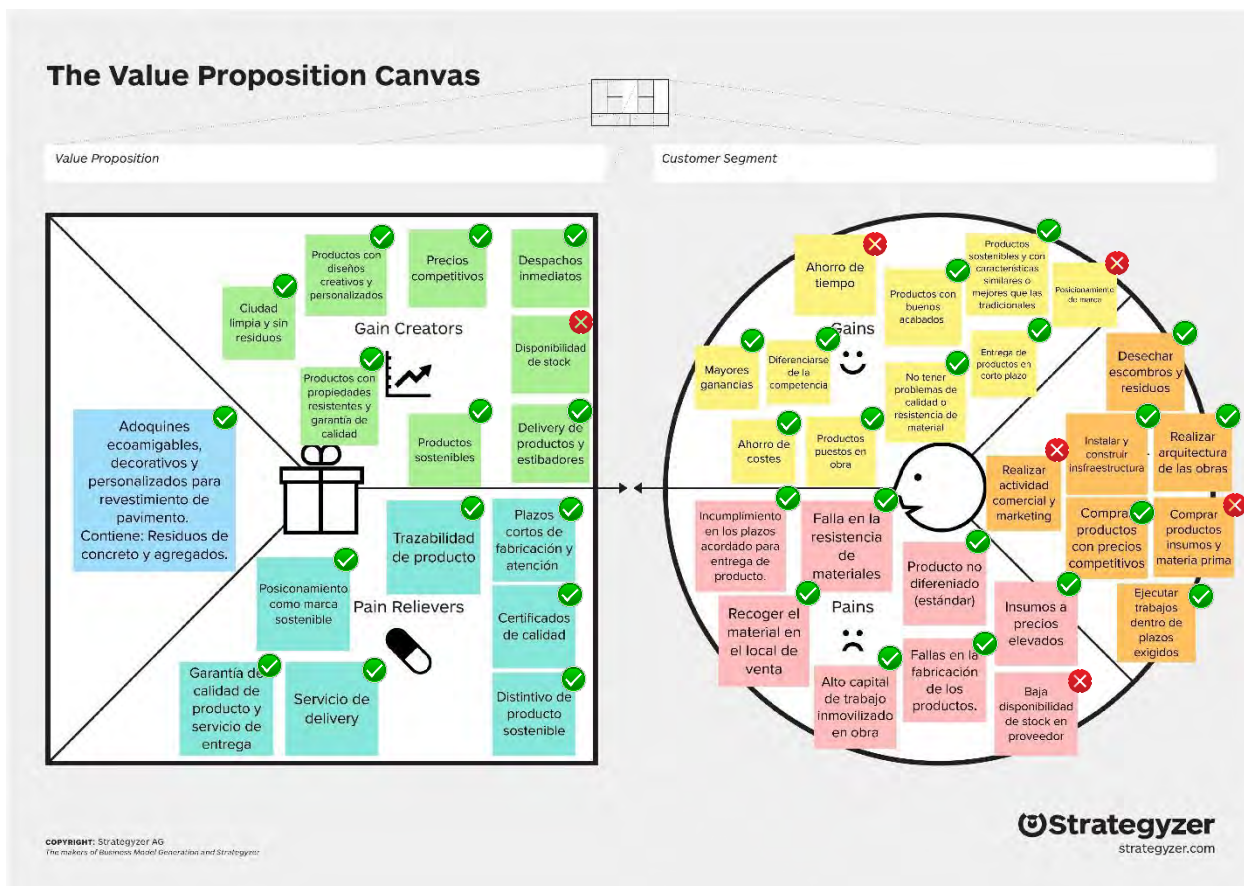 The Value Proposition Canvas
Value Proposition
Customer Segment
Productos con
diseños
creativos y
personalizados
Precios
competitivos
Despachos
inmediatos
Ciudad
limpia y sin
residuos
Gain Creators
Disponibilidad
de stock
Productos con
propiedades
resistentes y
garantía de
calidad
Productos
sostenibles
Delivery de
productos y
estibadores
Adoquines
ecoamigables,
decorativos y
personalizados para
revestimiento de
pavimento.
Contiene: Residuos de
concreto y agregados.
Trazabilidad
de producto
Plazos
cortos de
fabricación y
atención
Posiconamiento
como marca
sostenible
Pain Relievers
Certificados
de calidad
Garantía de
calidad de
producto y
servicio de
entrega
Servicio de
delivery
Distintivo de
producto
sostenible
Ahorro de
tiempo
Productos
sostenibles y con
características
similares o
mejores que las
tradicionales
Posicionamiento
de marca
Productos con
buenos
acabados
Gains
Mayores
ganancias
Diferenciarse
de la
competencia
No tener
problemas de
calidad o
resistencia de
material
Entrega de
productos en
corto plazo
Ahorro de
costes
Productos
puestos en
obra
Desechar
escombros y
residuos
Instalar y
construir
insfraestructura
Realizar
arquitectura
de las obras
Realizar
actividad
comercial y
marketing
Comprar
productos
con precios
competitivos
Comprar
productos
insumos y
materia prima
Ejecutar
trabajos
dentro de
plazos
exigidos
Incumplimiento
en los plazos
acordado para
entrega de
producto.
Falla en la
resistencia
de
materiales
Producto no
difereniado
(estándar)
Insumos a
precios
elevados
Recoger el
material en
el local de
venta
Pains
Alto capital
de trabajo
inmovilizado
en obra
Fallas en la
fabricación
de los
productos.
Baja
disponibilidad
de stock en
proveedor
COPYRIGHT: Strategyzer AG
The makers of Business Model Generation and Strategyzer
Strategyzer
strategyzer.com